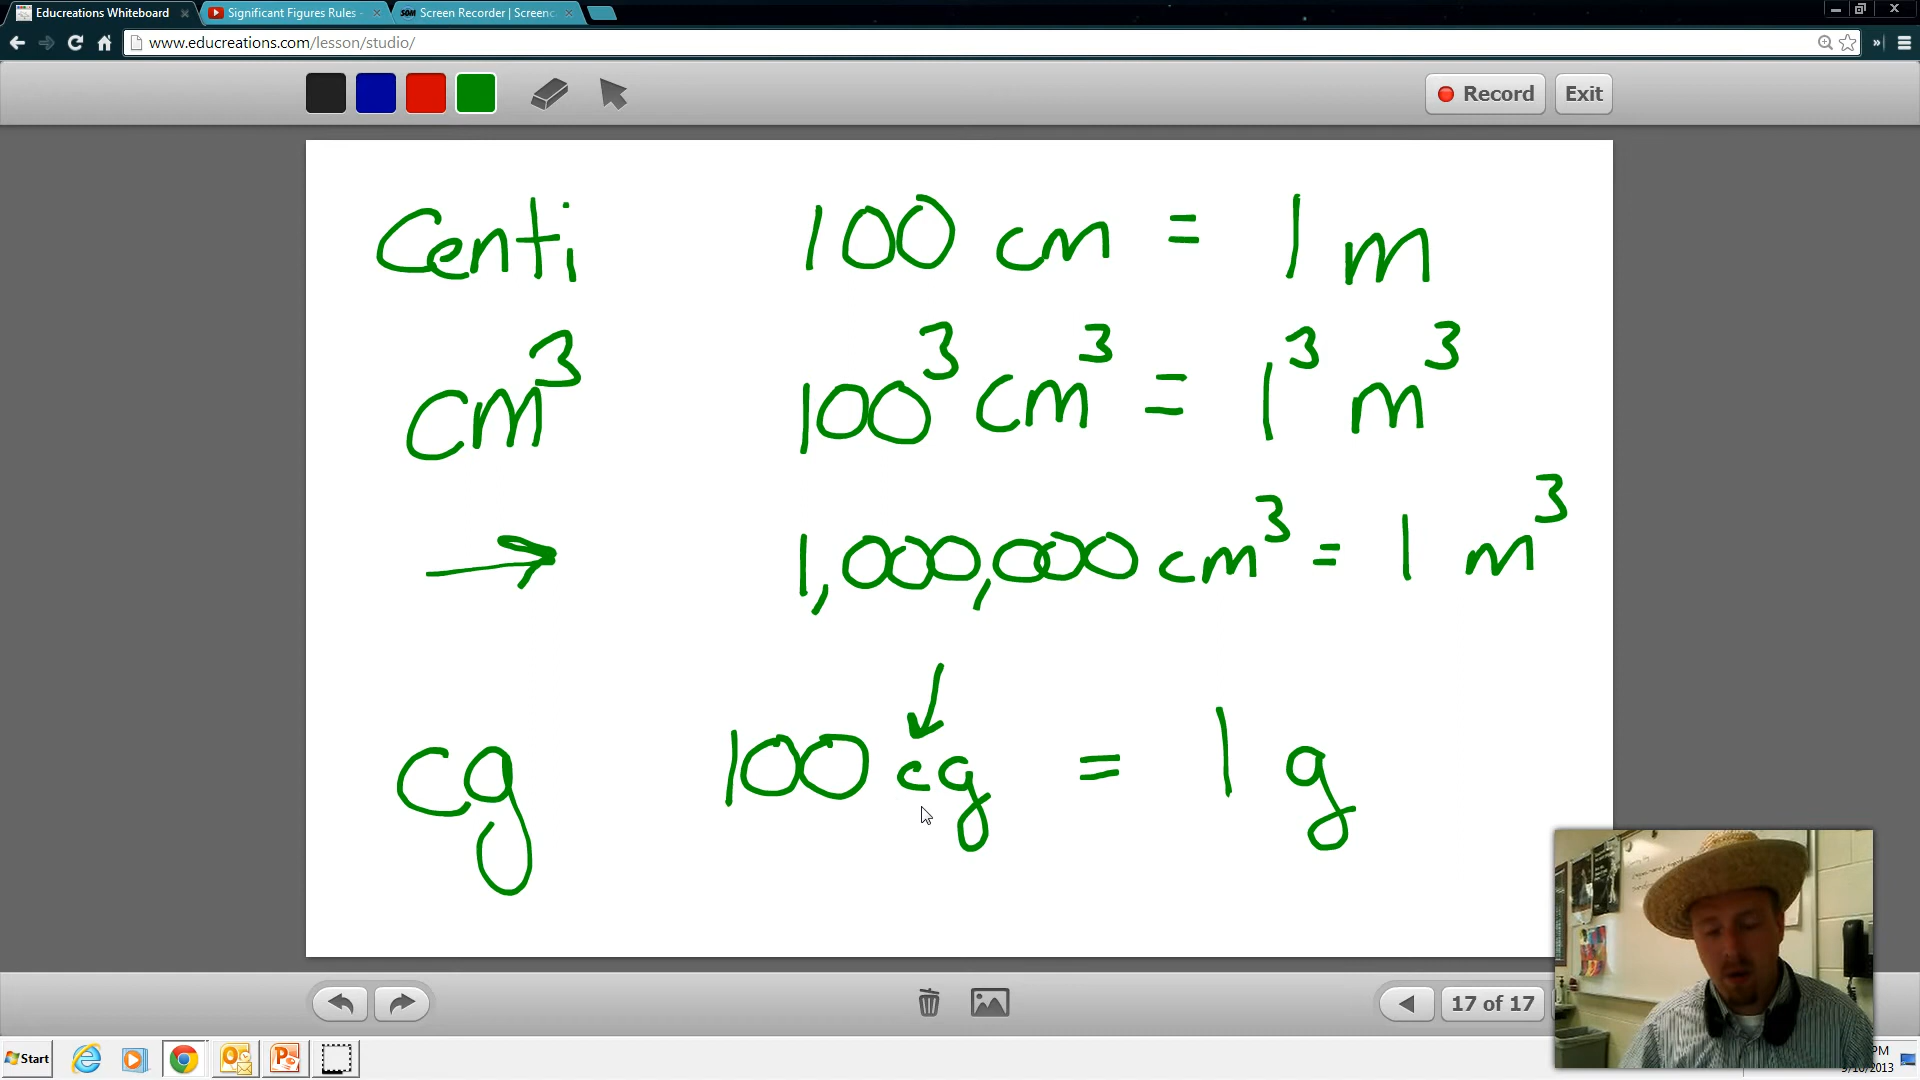 Educreations Whiteboard
Significant Figures Rules -
Screen Recorder | Screenc
www.educreations.com/lesson/studio/
Record
Exit
Centi 100 cm = 1 m
cm³ 100³ cm³ = 1³ m³
→ 1,000,000 cm³ = 1 m³
cg 100 cg = 1 g
17 of 17
Start
PM